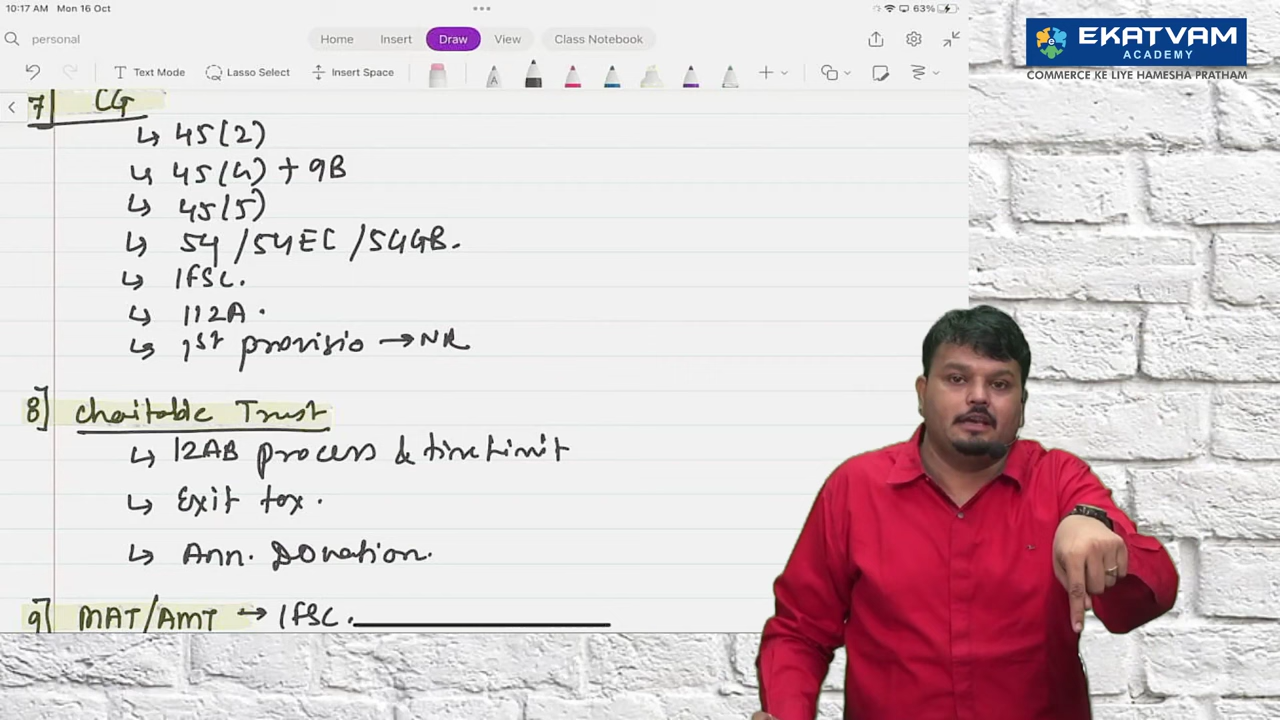 10:17 AM Mon 16 Oct
63%
personal
Home Insert Draw View Class Notebook
Text Mode Lasso Select Insert Space
A
7] CG
↳ 45(2)
↳ 45(4) + 9B
↳ 45(5)
↳ 54 /54EC /54GB.
↳ IFSC.
↳ 112A.
↳ 1st provisio → NR
8] Charitable Trust
↳ 12AB process & time Limit
↳ Exit tax.
↳ Ann. Donation.
9] MAT/AMT → IFSC.
EKATVAM
ACADEMY
COMMERCE KE LIYE HAMESHA PRATHAM